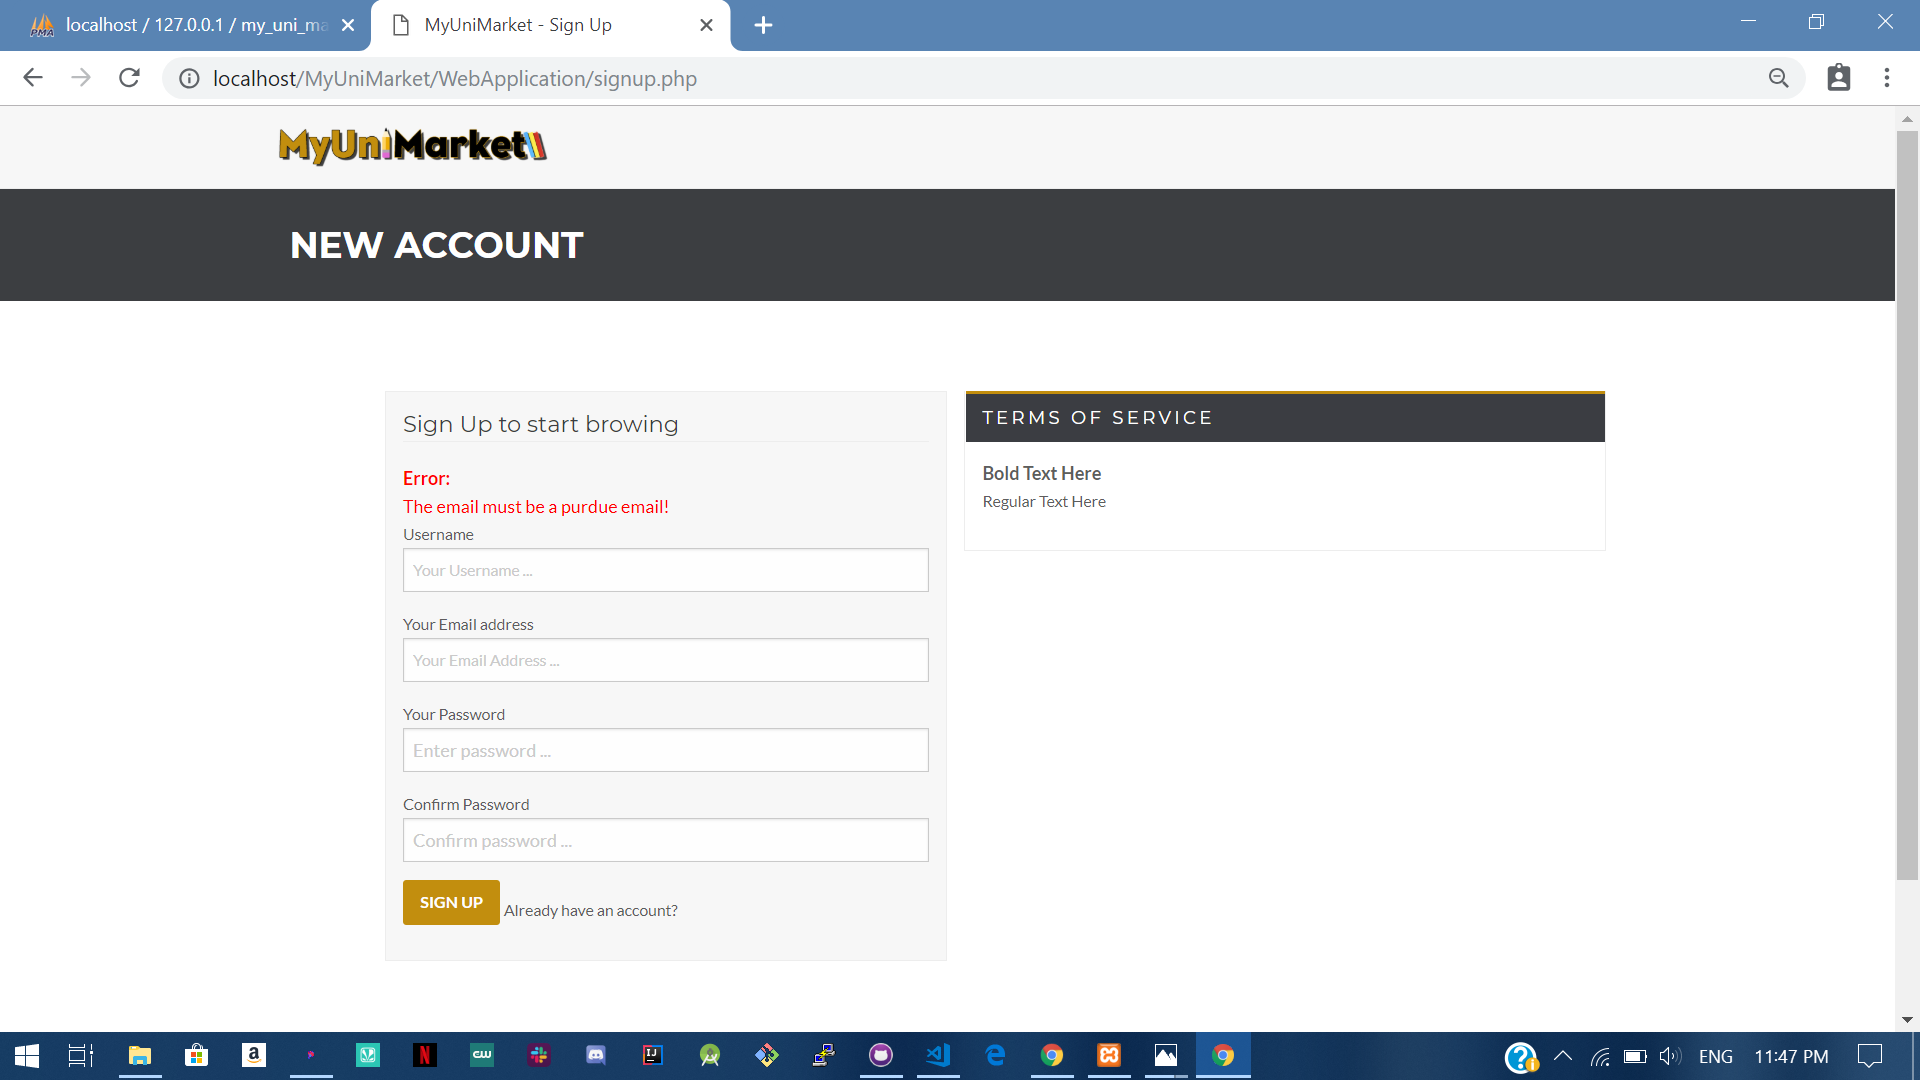 localhost / 127.0.0.1 / my_uni_ma
MyUniMarket - Sign Up
localhost/MyUniMarket/WebApplication/signup.php
MyUniMarket
NEW ACCOUNT
Sign Up to start browing
Error:
The email must be a purdue email!
Username
Your Username ...
Your Email address
Your Email Address ...
Your Password
Enter password ...
Confirm Password
Confirm password ...
SIGN UP Already have an account?
TERMS OF SERVICE
Bold Text Here
Regular Text Here
ENG 11:47 PM